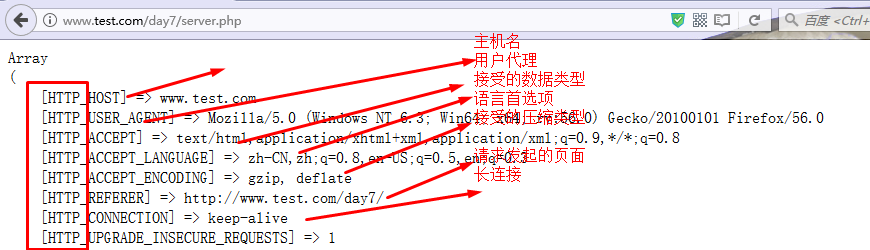 www.test.com/day7/server.php
百度 <Ctrl+
Array
(
[HTTP_HOST] => www.test.com
[HTTP_USER_AGENT] => Mozilla/5.0 (Windows NT 6.3; Win64; x64; rv:56.0) Gecko/20100101 Firefox/56.0
[HTTP_ACCEPT] => text/html,application/xhtml+xml,application/xml;q=0.9,*/*;q=0.8
[HTTP_ACCEPT_LANGUAGE] => zh-CN,zh;q=0.8,en-US;q=0.5,en;q=0.3
[HTTP_ACCEPT_ENCODING] => gzip, deflate
[HTTP_REFERER] => http://www.test.com/day7/
[HTTP_CONNECTION] => keep-alive
[HTTP_UPGRADE_INSECURE_REQUESTS] => 1
主机名
用户代理
接受的数据类型
语言首选项
接受的压缩类型
请求发起的页面
长连接